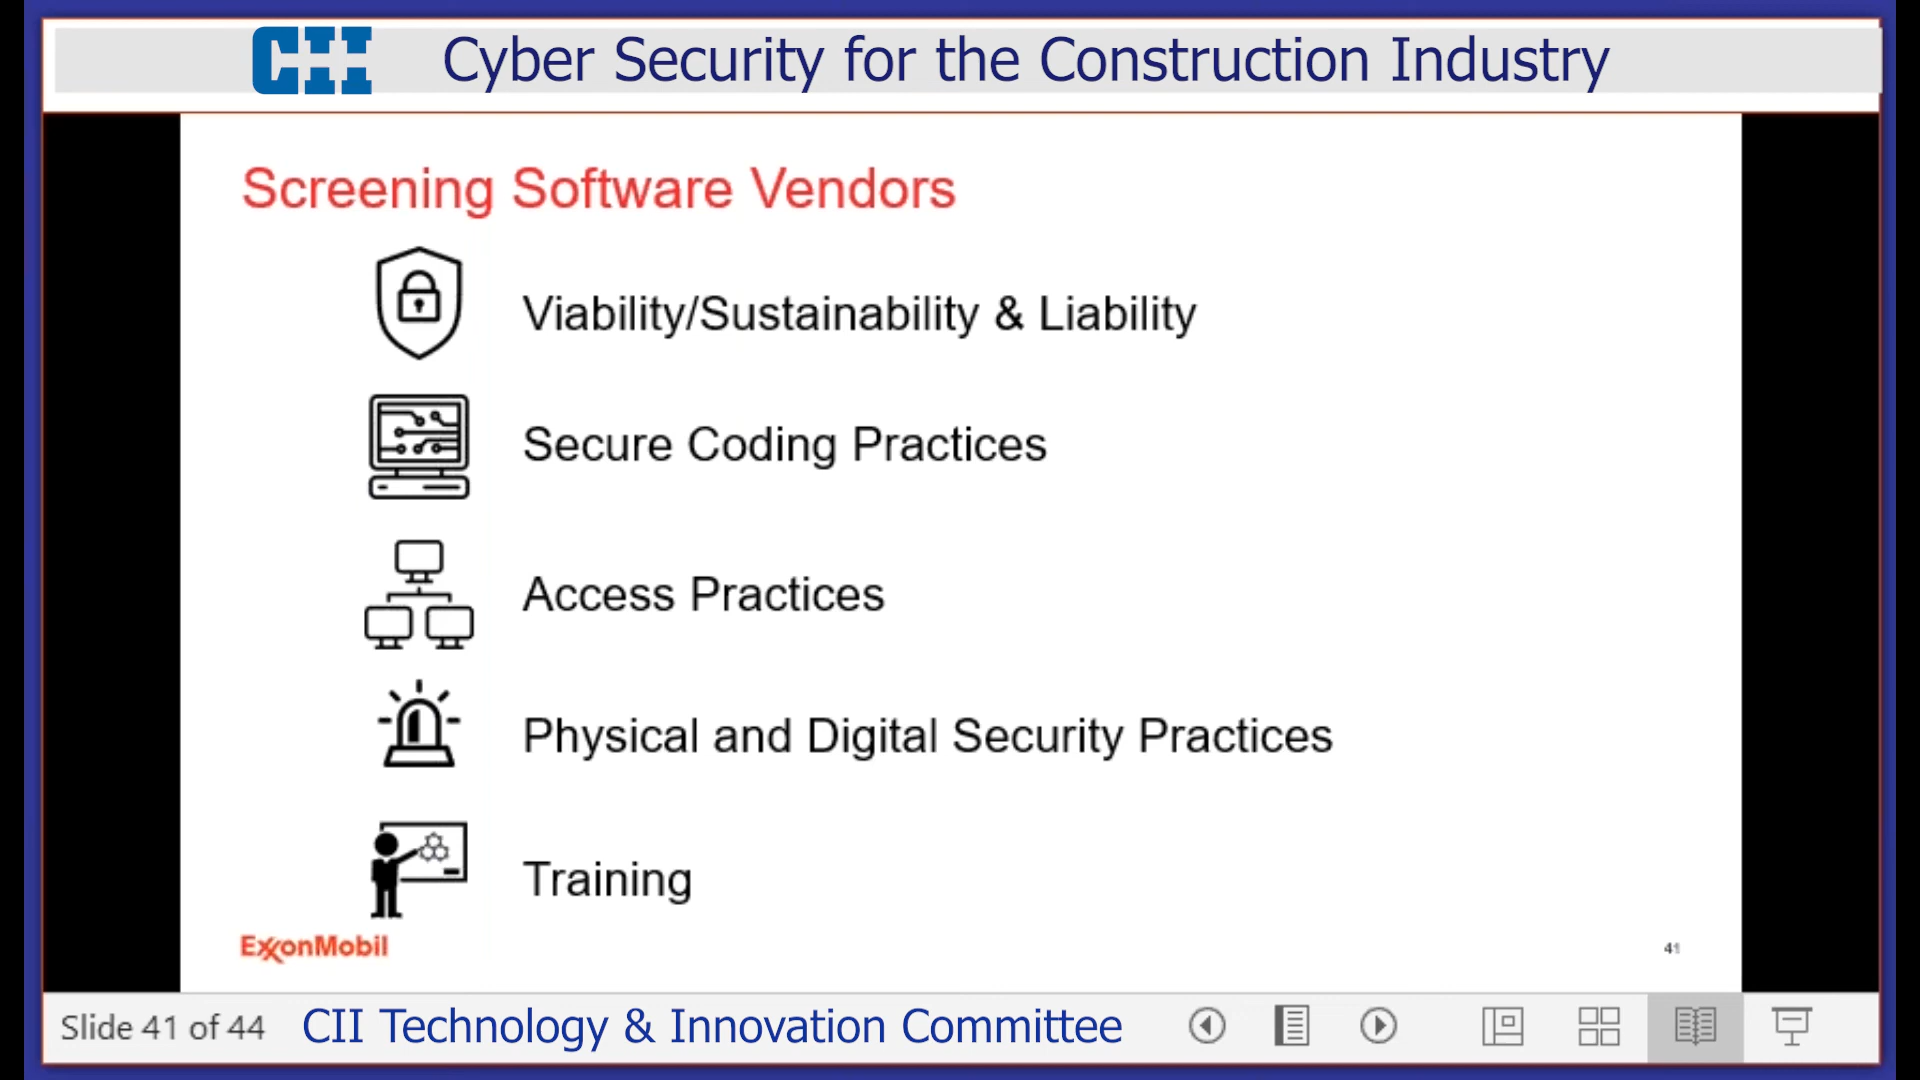 CII Cyber Security for the Construction Industry
Screening Software Vendors
Viability/Sustainability & Liability
Secure Coding Practices
Access Practices
Physical and Digital Security Practices
Training
ExxonMobil
41
Slide 41 of 44 CII Technology & Innovation Committee